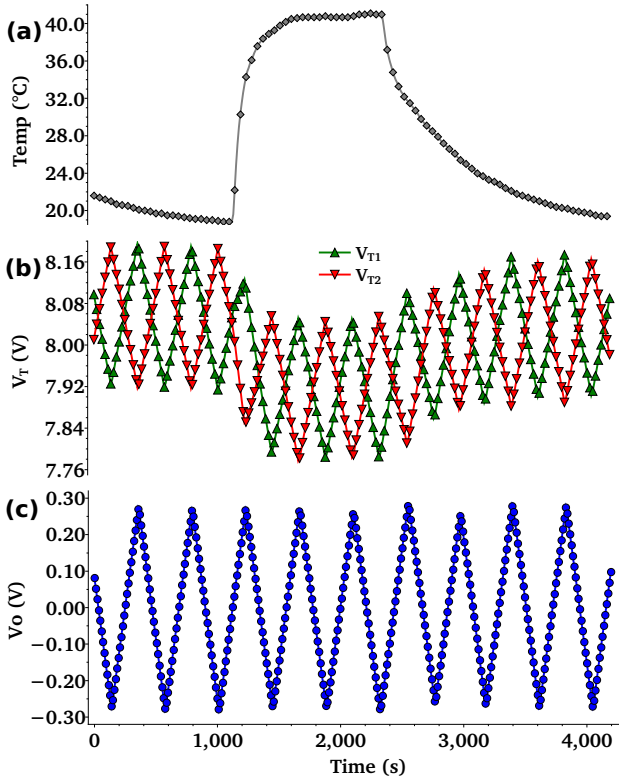 (a)
Temp (°C)
40.0
36.0
32.0
28.0
24.0
20.0
(b)
V_T (V)
8.16
8.08
8.00
7.92
7.84
7.76
V_T1
V_T2
(c)
Vo (V)
0.30
0.20
0.10
0.00
−0.10
−0.20
−0.30
0 1,000 2,000 3,000 4,000
Time (s)